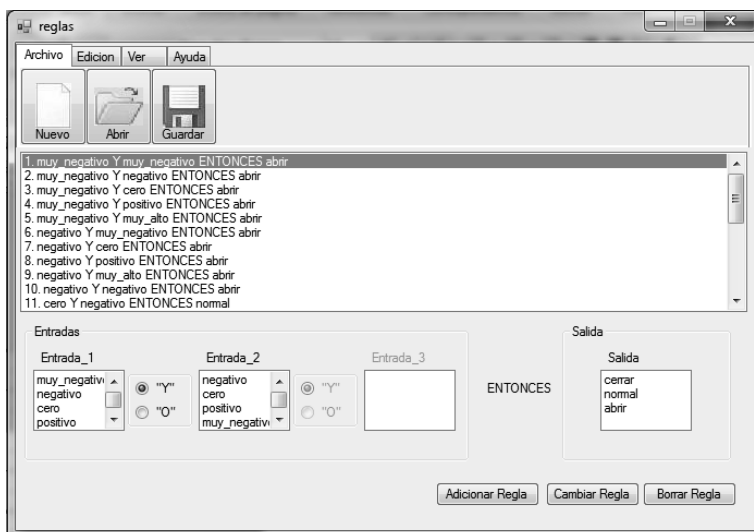 reglas
Archivo Edicion Ver Ayuda
Nuevo Abrir Guardar
1. muy_negativo Y muy_negativo ENTONCES abrir
2. muy_negativo Y negativo ENTONCES abrir
3. muy_negativo Y cero ENTONCES abrir
4. muy_negativo Y positivo ENTONCES abrir
5. muy_negativo Y muy_alto ENTONCES abrir
6. negativo Y muy_negativo ENTONCES abrir
7. negativo Y cero ENTONCES abrir
8. negativo Y positivo ENTONCES abrir
9. negativo Y muy_alto ENTONCES abrir
10. negativo Y negativo ENTONCES abrir
11. cero Y negativo ENTONCES normal
Entradas
Entrada_1
muy_negativ
negativo
cero
positivo
"Y"
"O"
Entrada_2
negativo
cero
positivo
muy_negativ
"Y"
"O"
Entrada_3
ENTONCES
Salida
Salida
cerrar
normal
abrir
Adicionar Regla Cambiar Regla Borrar Regla